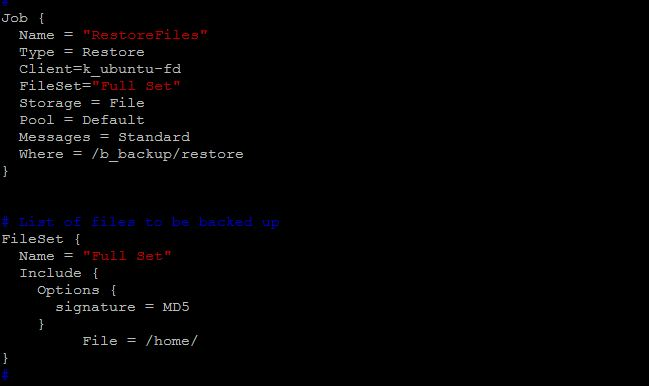 #
Job {
  Name = "RestoreFiles"
  Type = Restore
  Client=k_ubuntu-fd
  FileSet="Full Set"
  Storage = File
  Pool = Default
  Messages = Standard
  Where = /b_backup/restore
}
# List of files to be backed up
FileSet {
  Name = "Full Set"
  Include {
    Options {
      signature = MD5
    }
         File = /home/
}
#